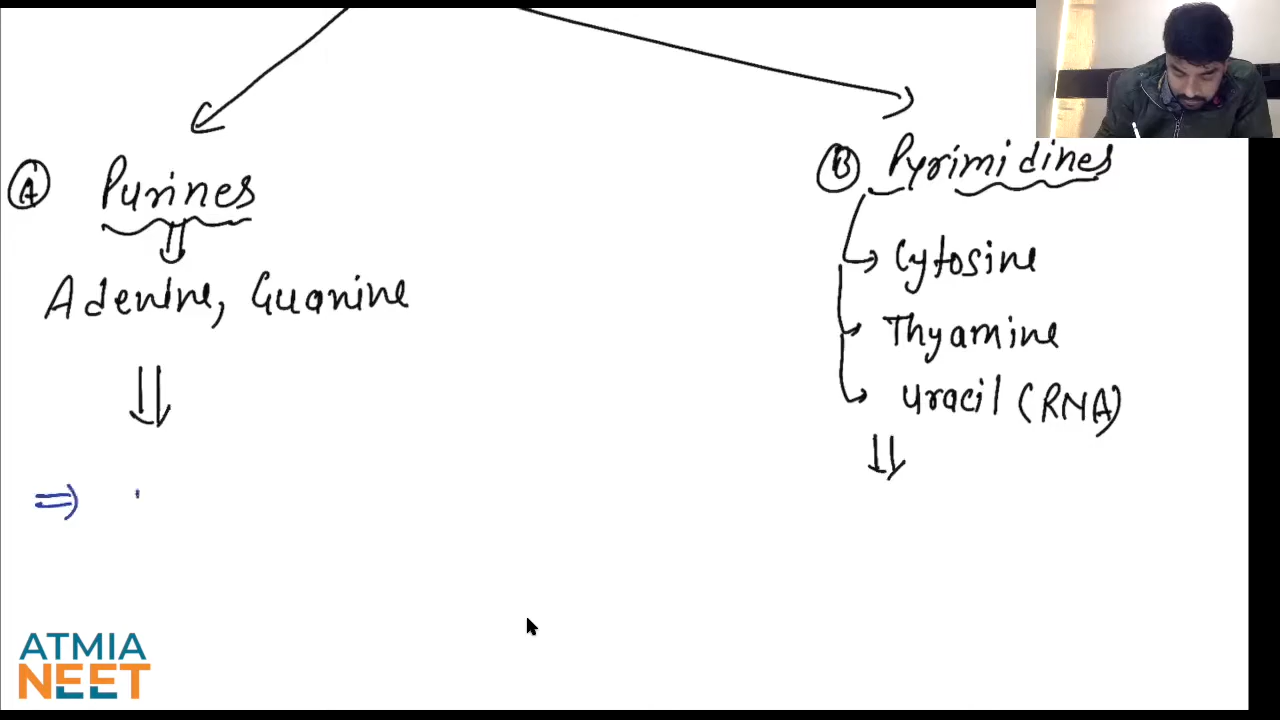 Ⓐ Purines
Adenine, Guanine
Ⓑ Pyrimidines
Cytosine
Thyamine
Uracil (RNA)
ATMIA
NEET